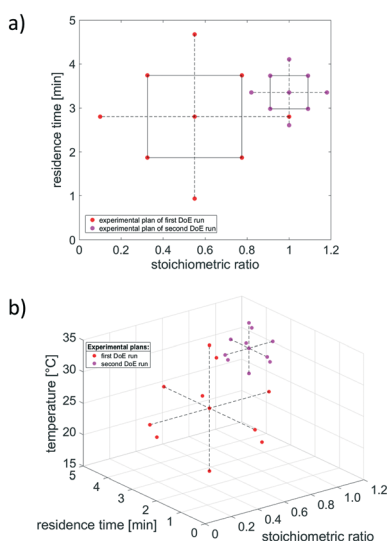 a)
5
4
3
2
1
0
residence time [min]
experimental plan of first DoE run
experimental plan of second DoE run
0 0.2 0.4 0.6 0.8 1 1.2
stoichiometric ratio
b)
Experimental plans:
first DoE run
second DoE run
35
30
25
20
15
temperature [°C]
5 4 3 2 1 0
residence time [min]
0 0.2 0.4 0.6 0.8 1.0 1.2
stoichiometric ratio